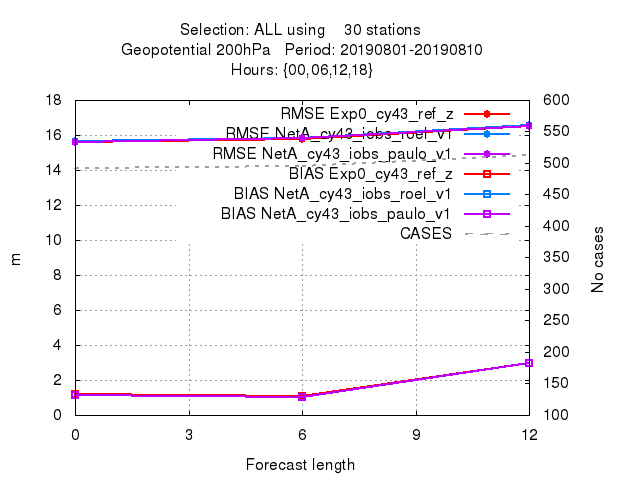 Selection: ALL using 30 stations
Geopotential 200hPa Period: 20190801-20190810
Hours: {00,06,12,18}
18 600
RMSE Exp0_cy43_ref_z
16 550
RMSE NetA_cy43_iobs_roel_v1
RMSE NetA_cy43_iobs_paulo_v1
500
14 BIAS Exp0_cy43_ref_z
BIAS NetA_cy43_iobs_roel_v1
450
12 BIAS NetA_cy43_iobs_paulo_v1
400
10 CASES
350
m
No cases
8 300
6
250
4
200
2
150
0 100
0 3 6 9 12
Forecast length